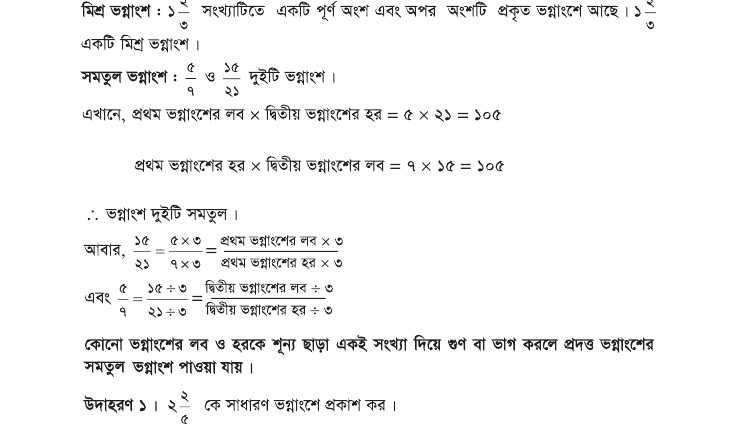 মিশ্র ভগ্নাংশ : ১ ২/৩ সংখ্যাটিতে একটি পূর্ণ অংশ এবং অপর অংশটি প্রকৃত ভগ্নাংশে আছে। ১ ২/৩
একটি মিশ্র ভগ্নাংশ।
সমতুল ভগ্নাংশ : ৫/৭ ও ১৫/২১ দুইটি ভগ্নাংশ।
এখানে, প্রথম ভগ্নাংশের লব × দ্বিতীয় ভগ্নাংশের হর = ৫ × ২১ = ১০৫
প্রথম ভগ্নাংশের হর × দ্বিতীয় ভগ্নাংশের লব = ৭ × ১৫ = ১০৫
∴ ভগ্নাংশ দুইটি সমতুল।
আবার, ১৫/২১ = ৫ × ৩/৭ × ৩ = প্রথম ভগ্নাংশের লব × ৩/প্রথম ভগ্নাংশের হর × ৩
এবং ৫/৭ = ১৫ ÷ ৩/২১ ÷ ৩ = দ্বিতীয় ভগ্নাংশের লব ÷ ৩/দ্বিতীয় ভগ্নাংশের হর ÷ ৩
কোনো ভগ্নাংশের লব ও হরকে শূন্য ছাড়া একই সংখ্যা দিয়ে গুণ বা ভাগ করলে প্রদত্ত ভগ্নাংশের
সমতুল ভগ্নাংশ পাওয়া যায়।
উদাহরণ ১। ২ ২/৫ কে সাধারণ ভগ্নাংশে প্রকাশ কর।